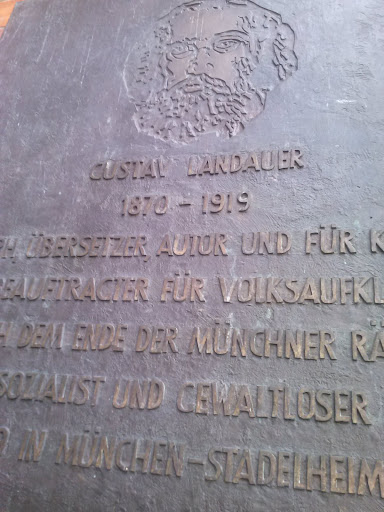 GUSTAV LANDAUER
1870 - 1919
PH. ÜBERSETZER, AUTOR UND FÜR K
BEAUFTRAGTER FÜR VOLKSAUFKL
H DEM ENDE DER MÜNCHNER RÄ
SOZIALIST UND GEWALTLOSER
IN MÜNCHEN-STADELHEIM